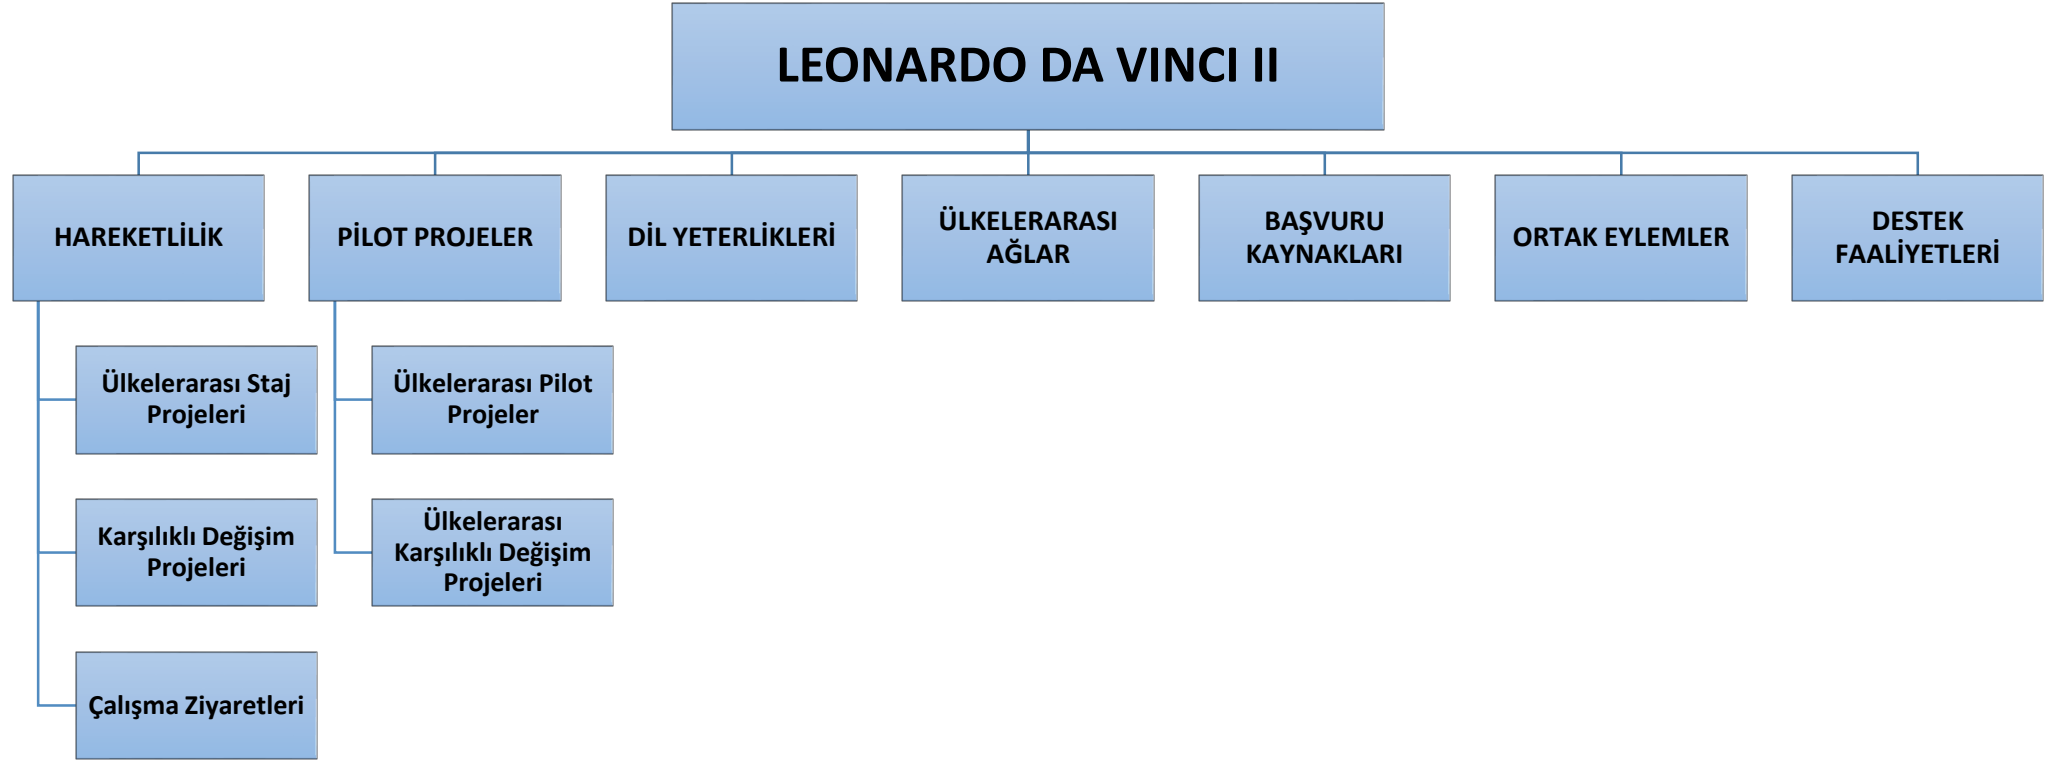 LEONARDO DA VINCI II
HAREKETLİLİK
PİLOT PROJELER
DİL YETERLİKLERİ
ÜLKELERARASI
AĞLAR
BAŞVURU
KAYNAKLARI
ORTAK EYLEMLER
DESTEK
FAALİYETLERİ
Ülkelerarası Staj
Projeleri
Karşılıklı Değişim
Projeleri
Çalışma Ziyaretleri
Ülkelerarası Pilot
Projeler
Ülkelerarası
Karşılıklı Değişim
Projeleri